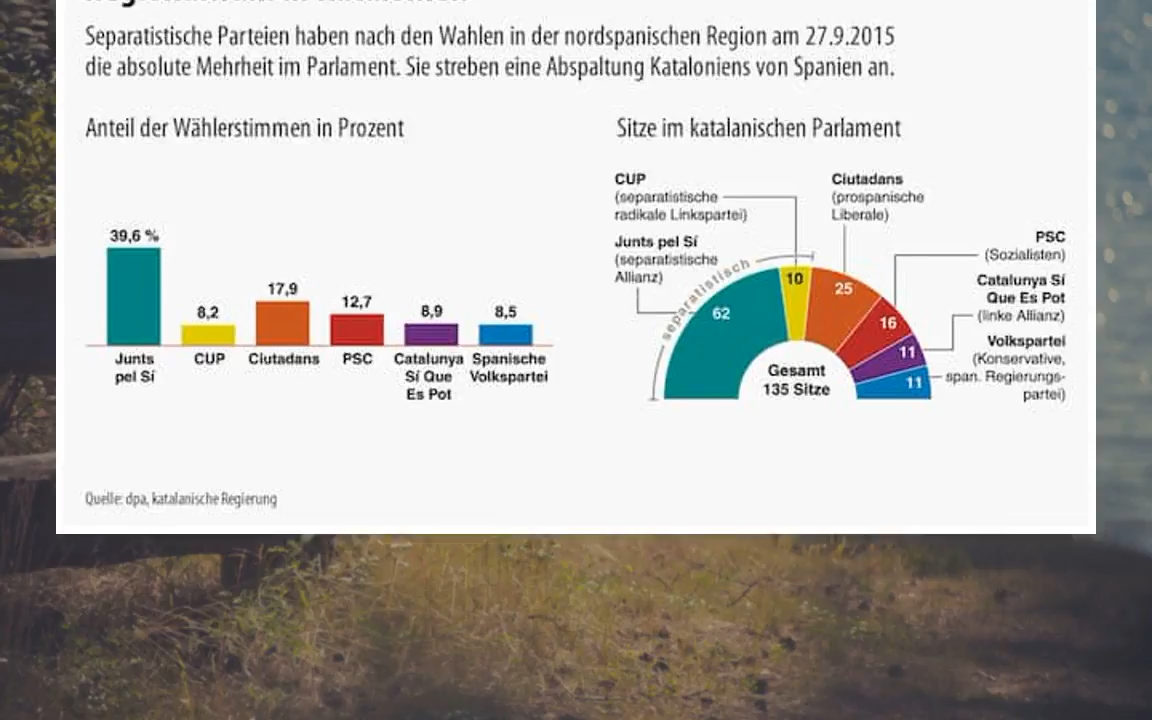 Separatistische Parteien haben nach den Wahlen in der nordspanischen Region am 27.9.2015
die absolute Mehrheit im Parlament. Sie streben eine Abspaltung Kataloniens von Spanien an.
Anteil der Wählerstimmen in Prozent
39,6 %
8,2
17,9
12,7
8,9
8,5
Junts
pel Sí
CUP
Ciutadans
PSC
Catalunya
Sí Que
Es Pot
Spanische
Volkspartei
Sitze im katalanischen Parlament
CUP
(separatistische
radikale Linkspartei)
Junts pel Sí
(separatistische
Allianz)
Ciutadans
(prospanische
Liberale)
PSC
(Sozialisten)
Catalunya Sí
Que Es Pot
(linke Allianz)
Volkspartei
(Konservative,
span. Regierungs-
partei)
separatistisch
62
10
25
16
11
11
Gesamt
135 Sitze
Quelle: dpa, katalanische Regierung